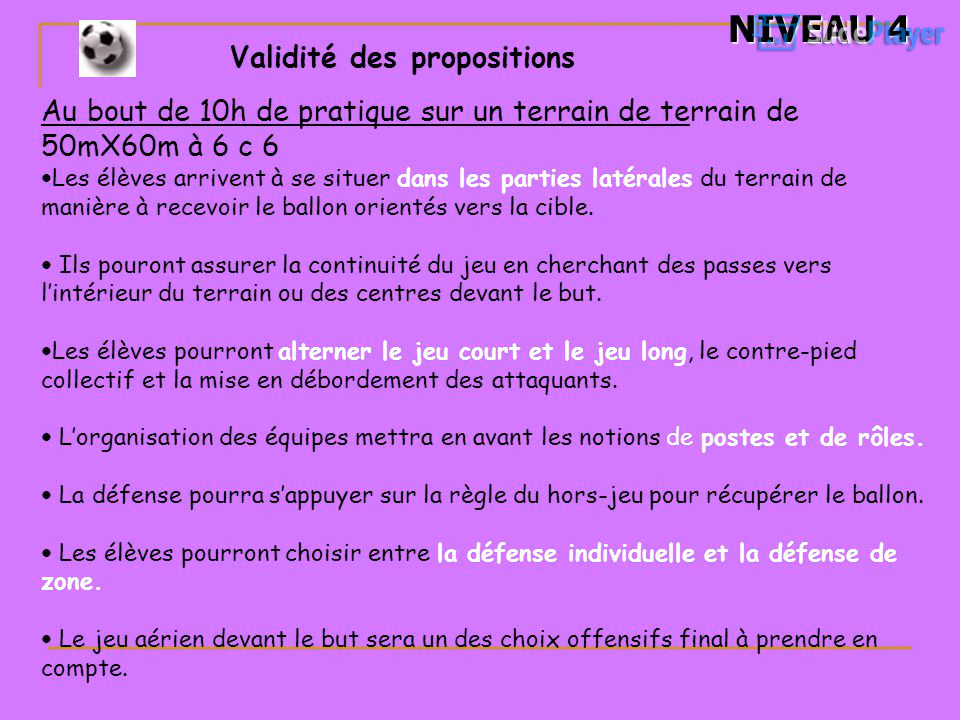 NIVEAU 4
SlidePlayer
Validité des propositions
Au bout de 10h de pratique sur un terrain de terrain de
50mX60m à 6 c 6
•Les élèves arrivent à se situer dans les parties latérales du terrain de
manière à recevoir le ballon orientés vers la cible.
• Ils pouront assurer la continuité du jeu en cherchant des passes vers
l’intérieur du terrain ou des centres devant le but.
•Les élèves pourront alterner le jeu court et le jeu long, le contre-pied
collectif et la mise en débordement des attaquants.
• L’organisation des équipes mettra en avant les notions de postes et de rôles.
• La défense pourra s’appuyer sur la règle du hors-jeu pour récupérer le ballon.
• Les élèves pourront choisir entre la défense individuelle et la défense de
zone.
• Le jeu aérien devant le but sera un des choix offensifs final à prendre en
compte.